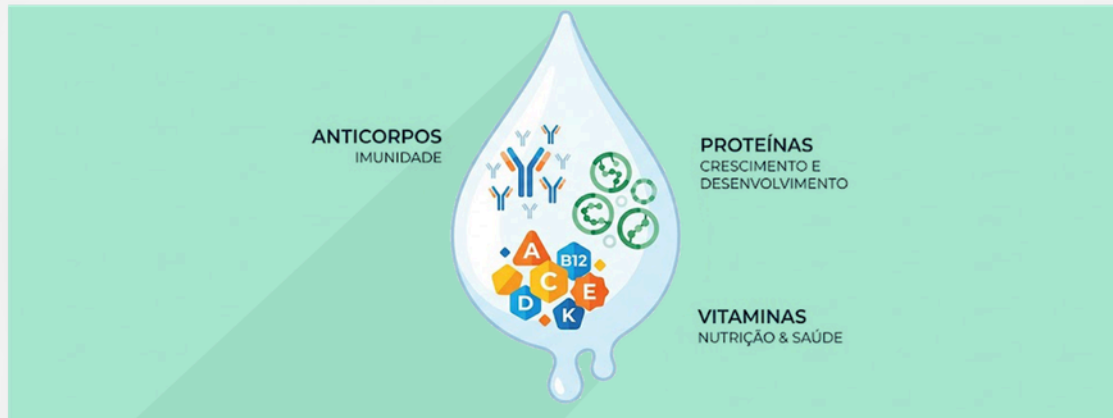 ANTICORPOS
IMUNIDADE
PROTEÍNAS
CRESCIMENTO E
DESENVOLVIMENTO
A
B12
C
E
D
K
VITAMINAS
NUTRIÇÃO & SAÚDE